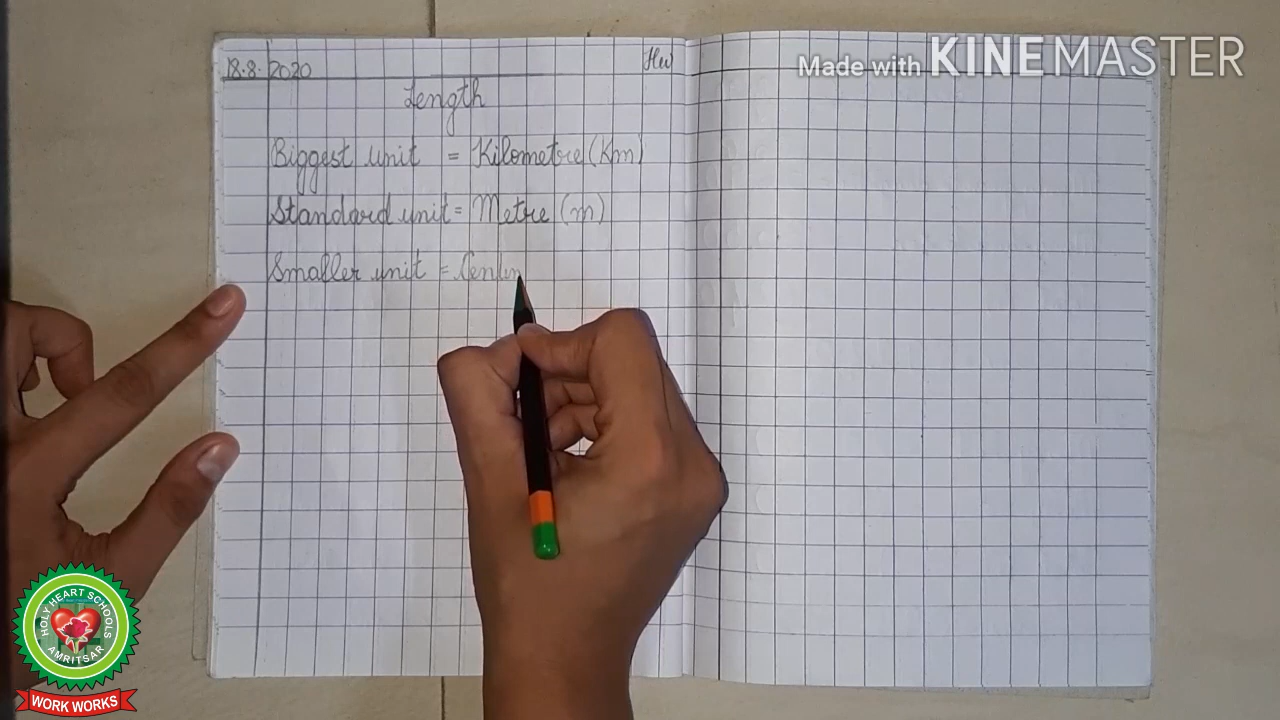 18.8.2020
Hw
Made with KINEMASTER
Length
Biggest unit = Kilometre (Km)
Standard unit = Metre (m)
Smaller unit = Centim
HOLY HEART SCHOOLS
AMRITSAR
WORK WORKS